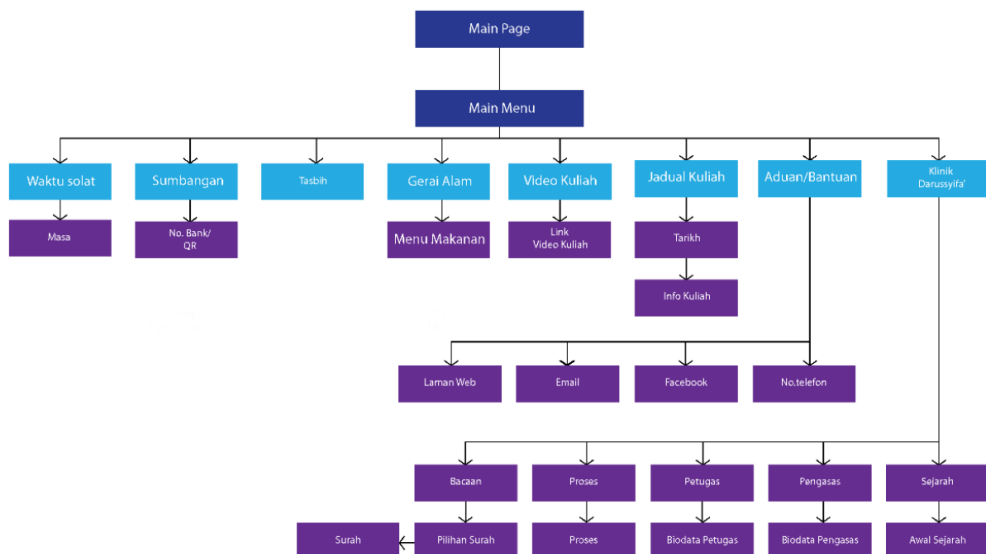 Main Page
Main Menu
Waktu solat
Sumbangan
Tasbih
Gerai Alam
Video Kuliah
Jadual Kuliah
Aduan/Bantuan
Klinik
Darussyifa'
Masa
No. Bank/
QR
Menu Makanan
Link
Video Kuliah
Tarikh
Info Kuliah
Laman Web
Email
Facebook
No.telefon
Bacaan
Proses
Petugas
Pengasas
Sejarah
Surah
Pilihan Surah
Proses
Biodata Petugas
Biodata Pengasas
Awal Sejarah